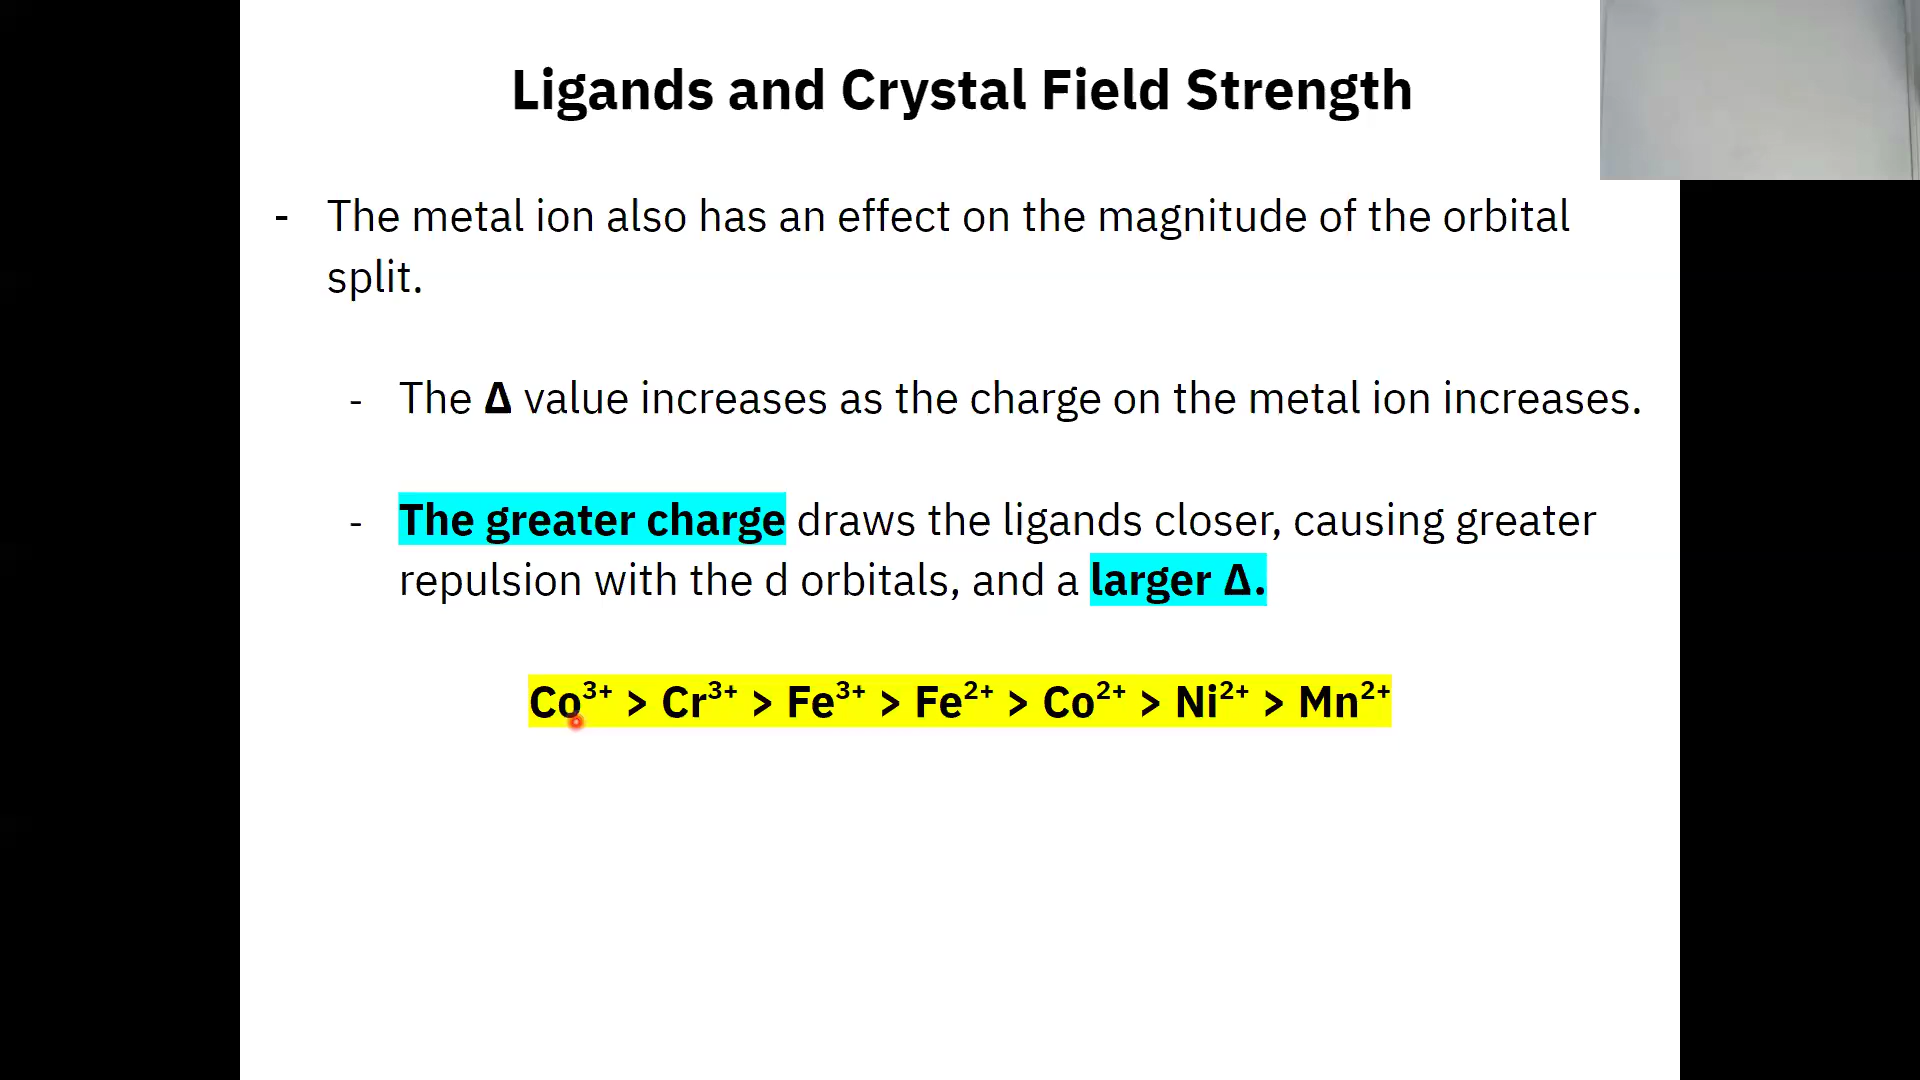 Ligands and Crystal Field Strength
- The metal ion also has an effect on the magnitude of the orbital
split.
- The Δ value increases as the charge on the metal ion increases.
- The greater charge draws the ligands closer, causing greater
repulsion with the d orbitals, and a larger Δ.
Co³⁺ > Cr³⁺ > Fe³⁺ > Fe²⁺ > Co²⁺ > Ni²⁺ > Mn²⁺